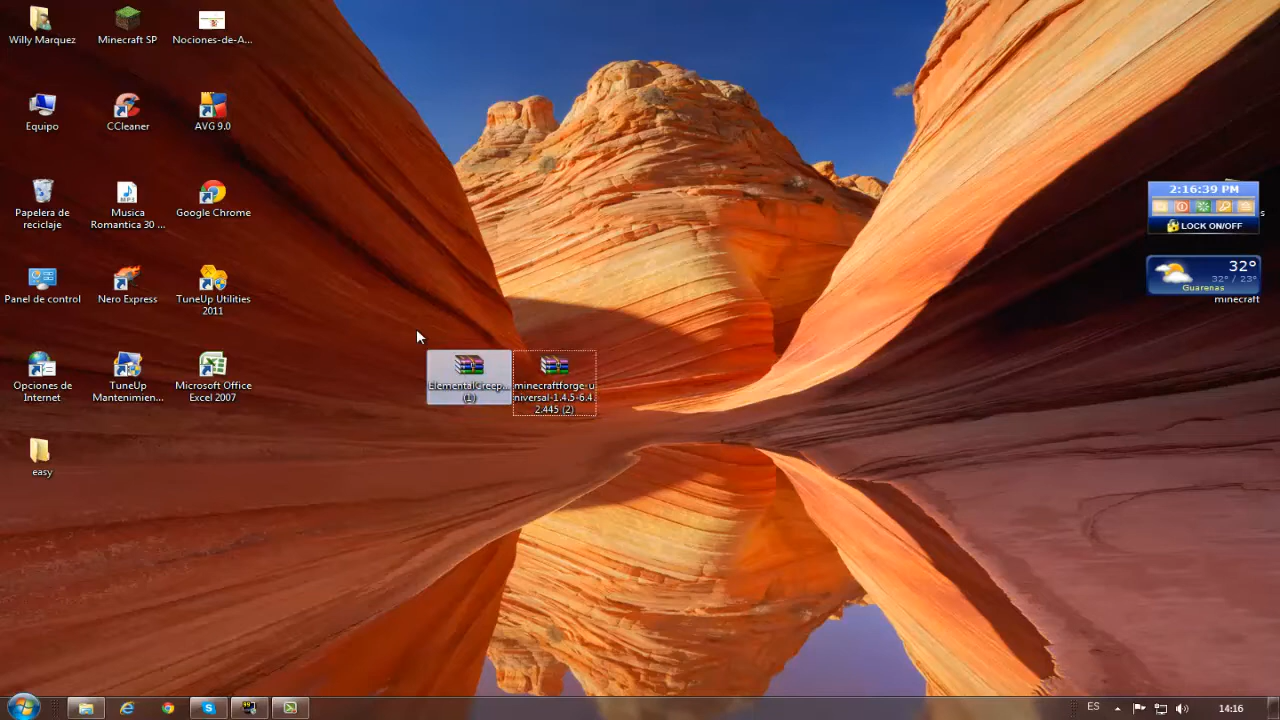 Willy Marquez
Minecraft SP
Nociones-de-A...
Equipo
CCleaner
AVG 9.0
Papelera de
reciclaje
Musica
Romantica 30 ...
Google Chrome
Panel de control
Nero Express
TuneUp Utilities
2011
Opciones de
Internet
TuneUp
Mantenimien...
Microsoft Office
Excel 2007
easy
ElementalCreep...
(1)
minecraftforge-u
niversal-1.4.5-6.4.
2.445 (2)
2:16:39 PM
LOCK ON/OFF
32°
32° / 23°
Guarenas
minecraft
ES
14:16